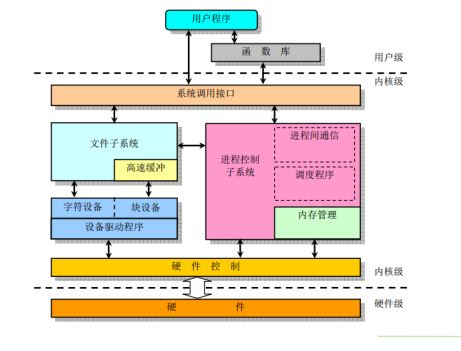 用户程序
函 数 库
用户级
内核级
系统调用接口
文件子系统
高速缓冲
进程控制
子系统
进程间通信
调度程序
内存管理
字符设备
块设备
设备驱动程序
硬 件 控 制
内核级
硬件级
硬 件